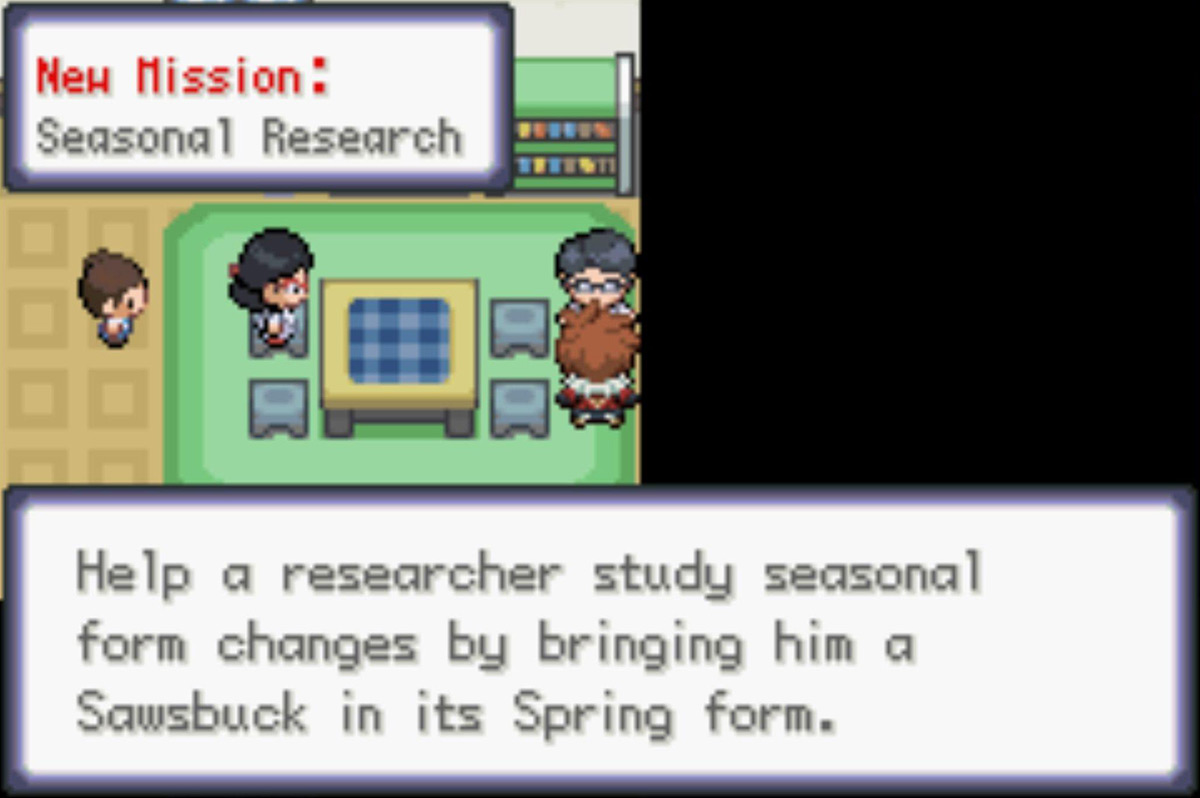 New Mission:
Seasonal Research
Help a researcher study seasonal
form changes by bringing him a
Sawsbuck in its Spring form.